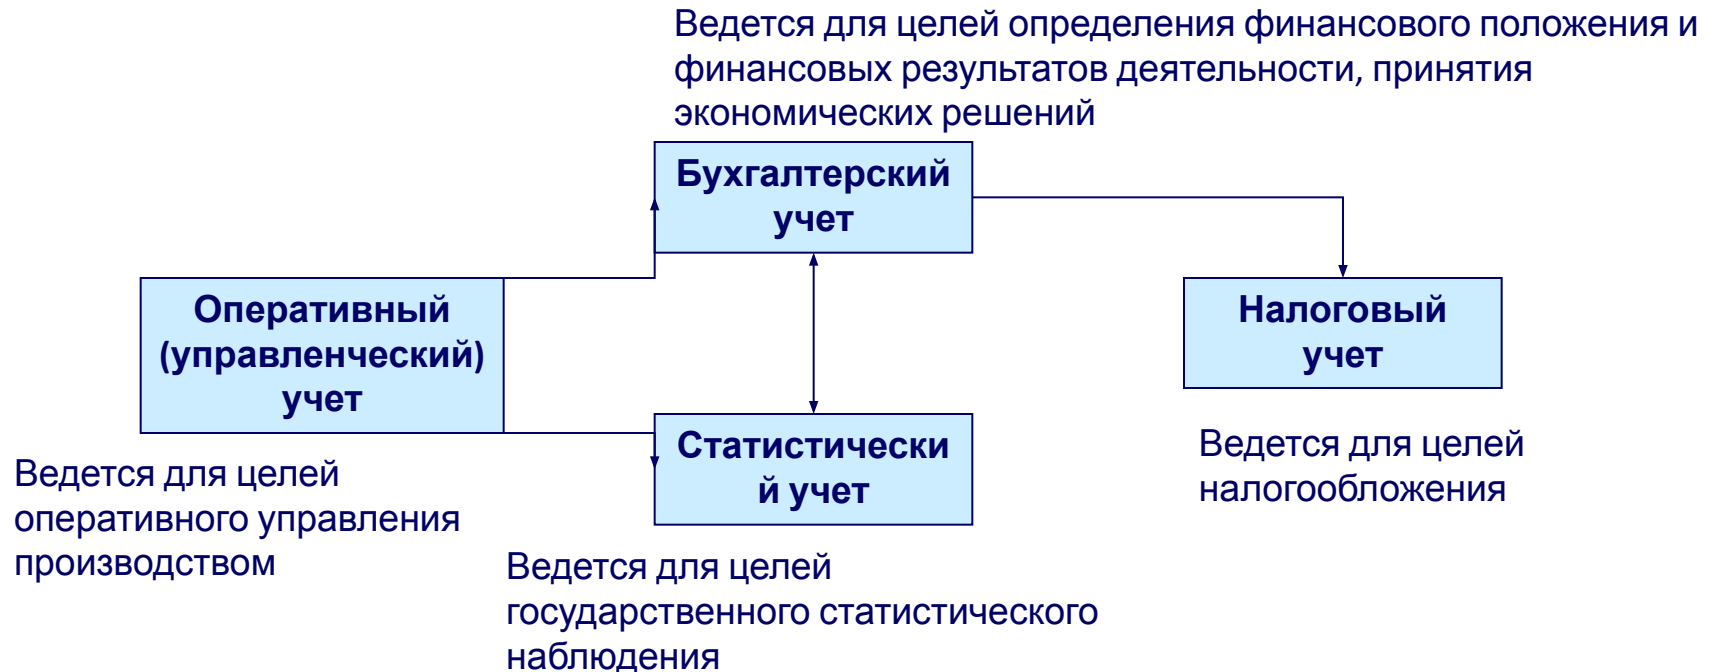 Ведется для целей определения финансового положения и
финансовых результатов деятельности, принятия
экономических решений
Бухгалтерский
учет
Оперативный
(управленческий)
учет
Налоговый
учет
Статистически
й учет
Ведется для целей
оперативного управления
производством
Ведется для целей
государственного статистического
наблюдения
Ведется для целей
налогообложения